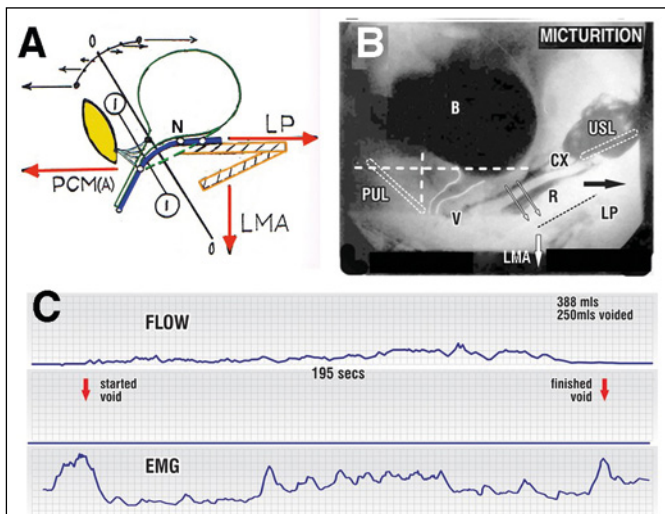 A
O
I
N
LP
PCM(A)
LMA
I
O
B
MICTURITION
B
USL
CX
PUL
R
V
LP
LMA
C
FLOW
388 mls
250mls voided
195 secs
started
void
finished
void
EMG